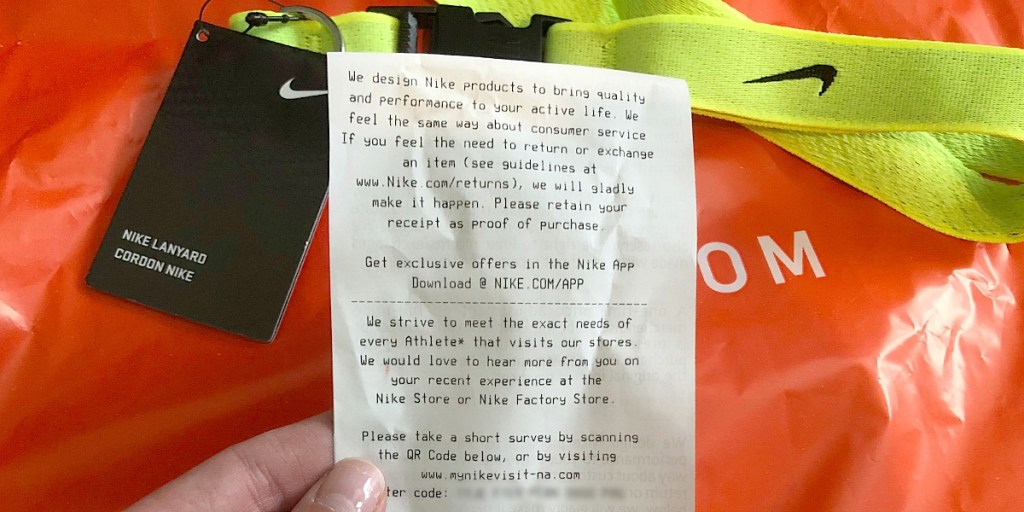 NIKE LANYARD
CORDON NIKE
We design Nike products to bring quality
and performance to your active life. We
feel the same way about consumer service
If you feel the need to return or exchange
an item (see guidelines at
www.Nike.com/returns), we will gladly
make it happen. Please retain your
receipt as proof of purchase.
Get exclusive offers in the Nike App
Download @ NIKE.COM/APP
We strive to meet the exact needs of
every Athlete* that visits our stores.
We would love to hear more from you on
your recent experience at the
Nike Store or Nike Factory Store.
Please take a short survey by scanning
the QR Code below, or by visiting
www.mynikevisit-na.com
ter code:
OM